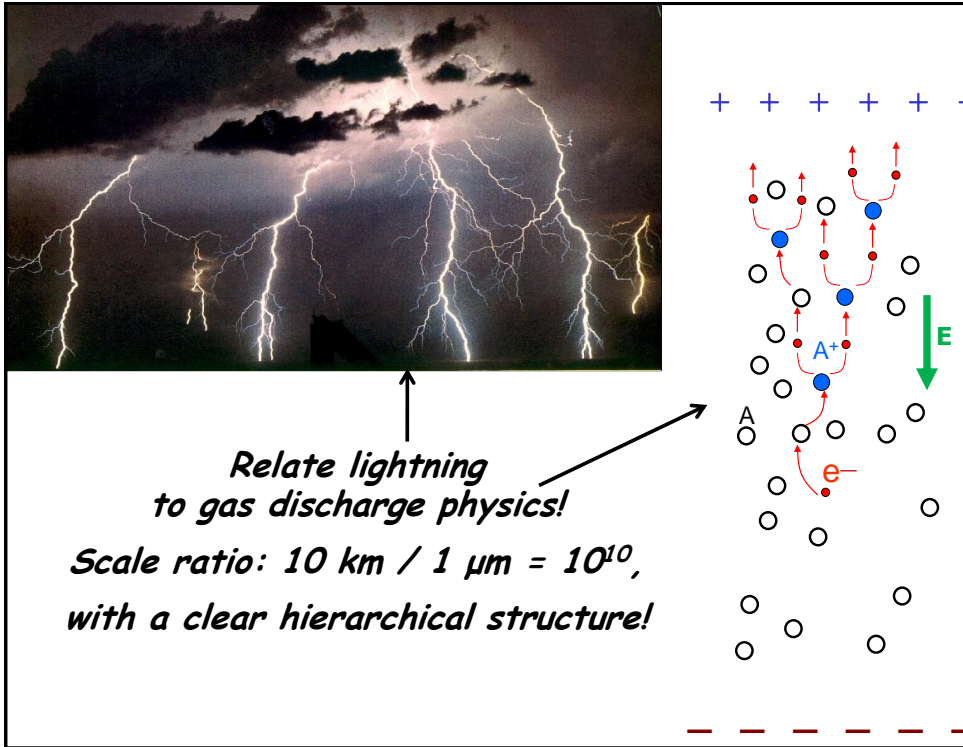 + + + + +
E
A⁺
A
e⁻
Relate lightning
to gas discharge physics!
Scale ratio: 10 km / 1 μm = 10¹⁰,
with a clear hierarchical structure!
− − − − − −